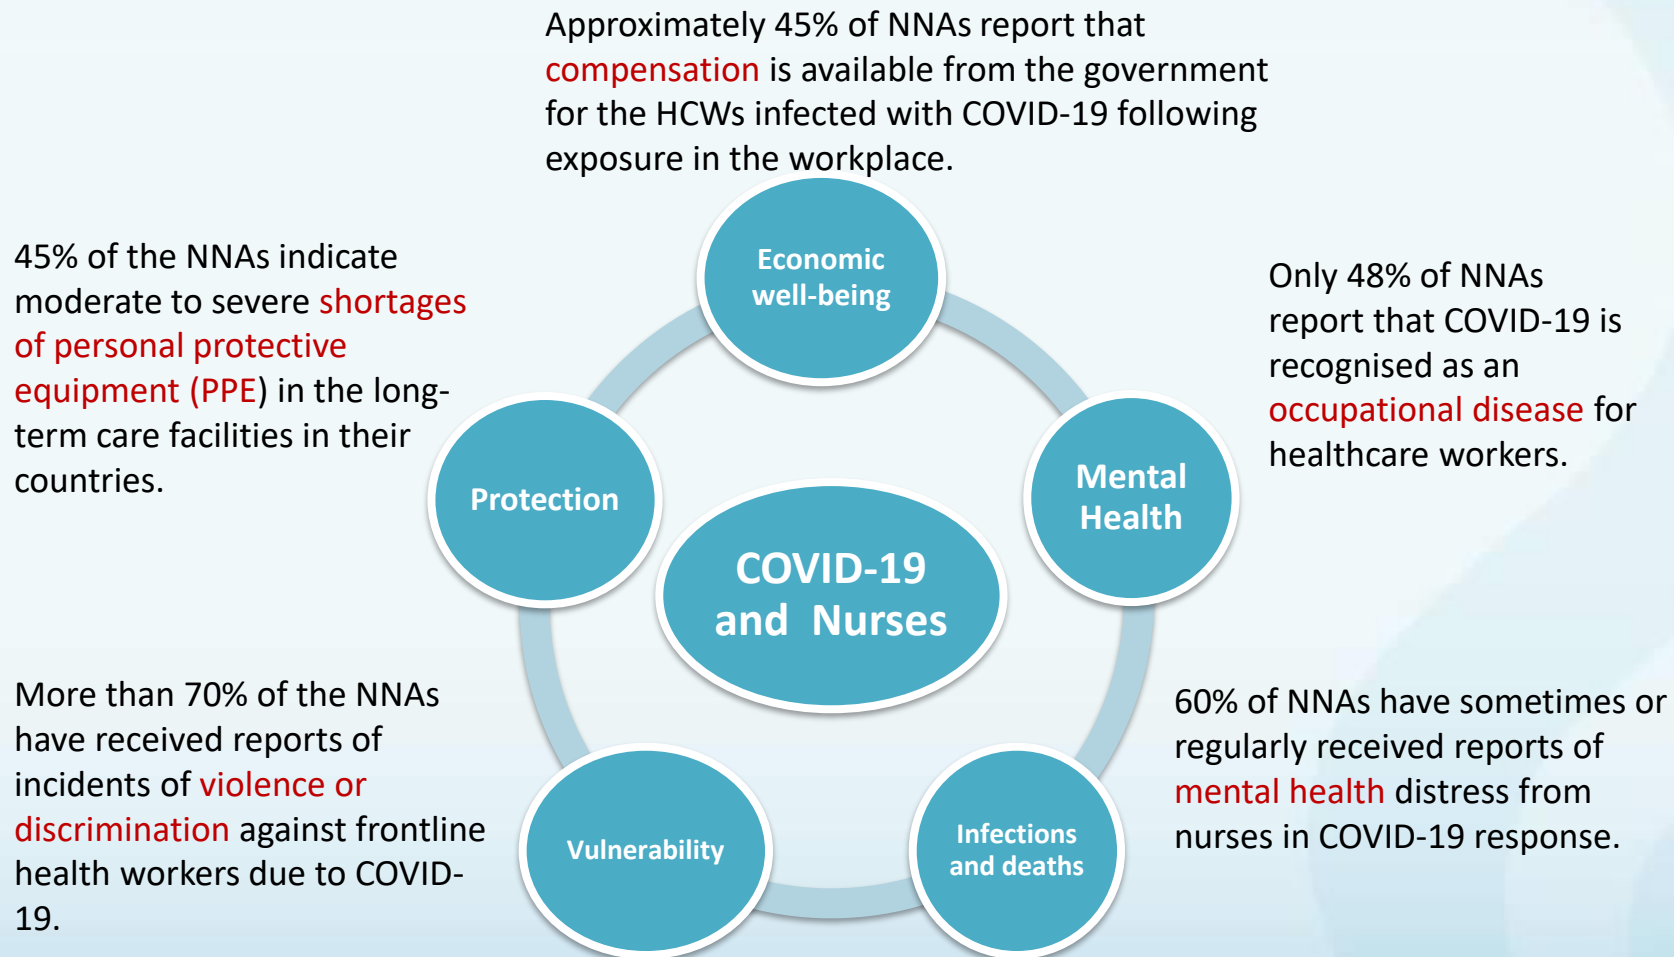 Approximately 45% of NNAs report that
compensation is available from the government
for the HCWs infected with COVID-19 following
exposure in the workplace.
45% of the NNAs indicate
moderate to severe shortages
of personal protective
equipment (PPE) in the long-
term care facilities in their
countries.
Economic
well-being
Only 48% of NNAs
report that COVID-19 is
recognised as an
occupational disease for
healthcare workers.
Protection
Mental
Health
COVID-19
and  Nurses
More than 70% of the NNAs
have received reports of
incidents of violence or
discrimination against frontline
health workers due to COVID-
19.
Vulnerability
Infections
and deaths
60% of NNAs have sometimes or
regularly received reports of
mental health distress from
nurses in COVID-19 response.